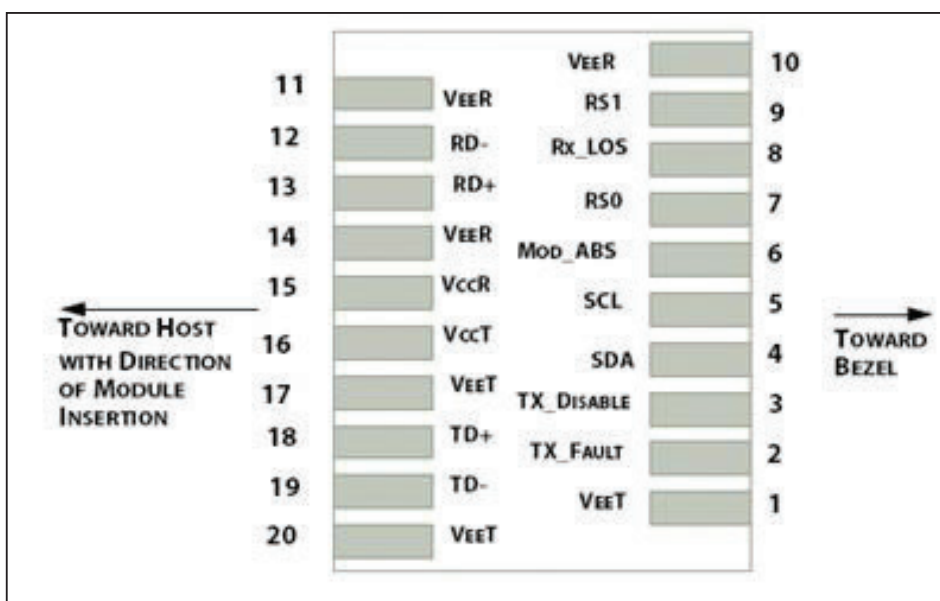 VEER 10
11 VEER
RS1 9
12 RD-
Rx_LOS 8
13 RD+
RS0 7
14 VEER
MOD_ABS 6
15 VCCR
SCL 5
16 VCCT
SDA 4
17 VEET
TX_DISABLE 3
18 TD+
TX_FAULT 2
19 TD-
VEET 1
20 VEET
TOWARD HOST
WITH DIRECTION
OF MODULE
INSERTION
TOWARD
BEZEL